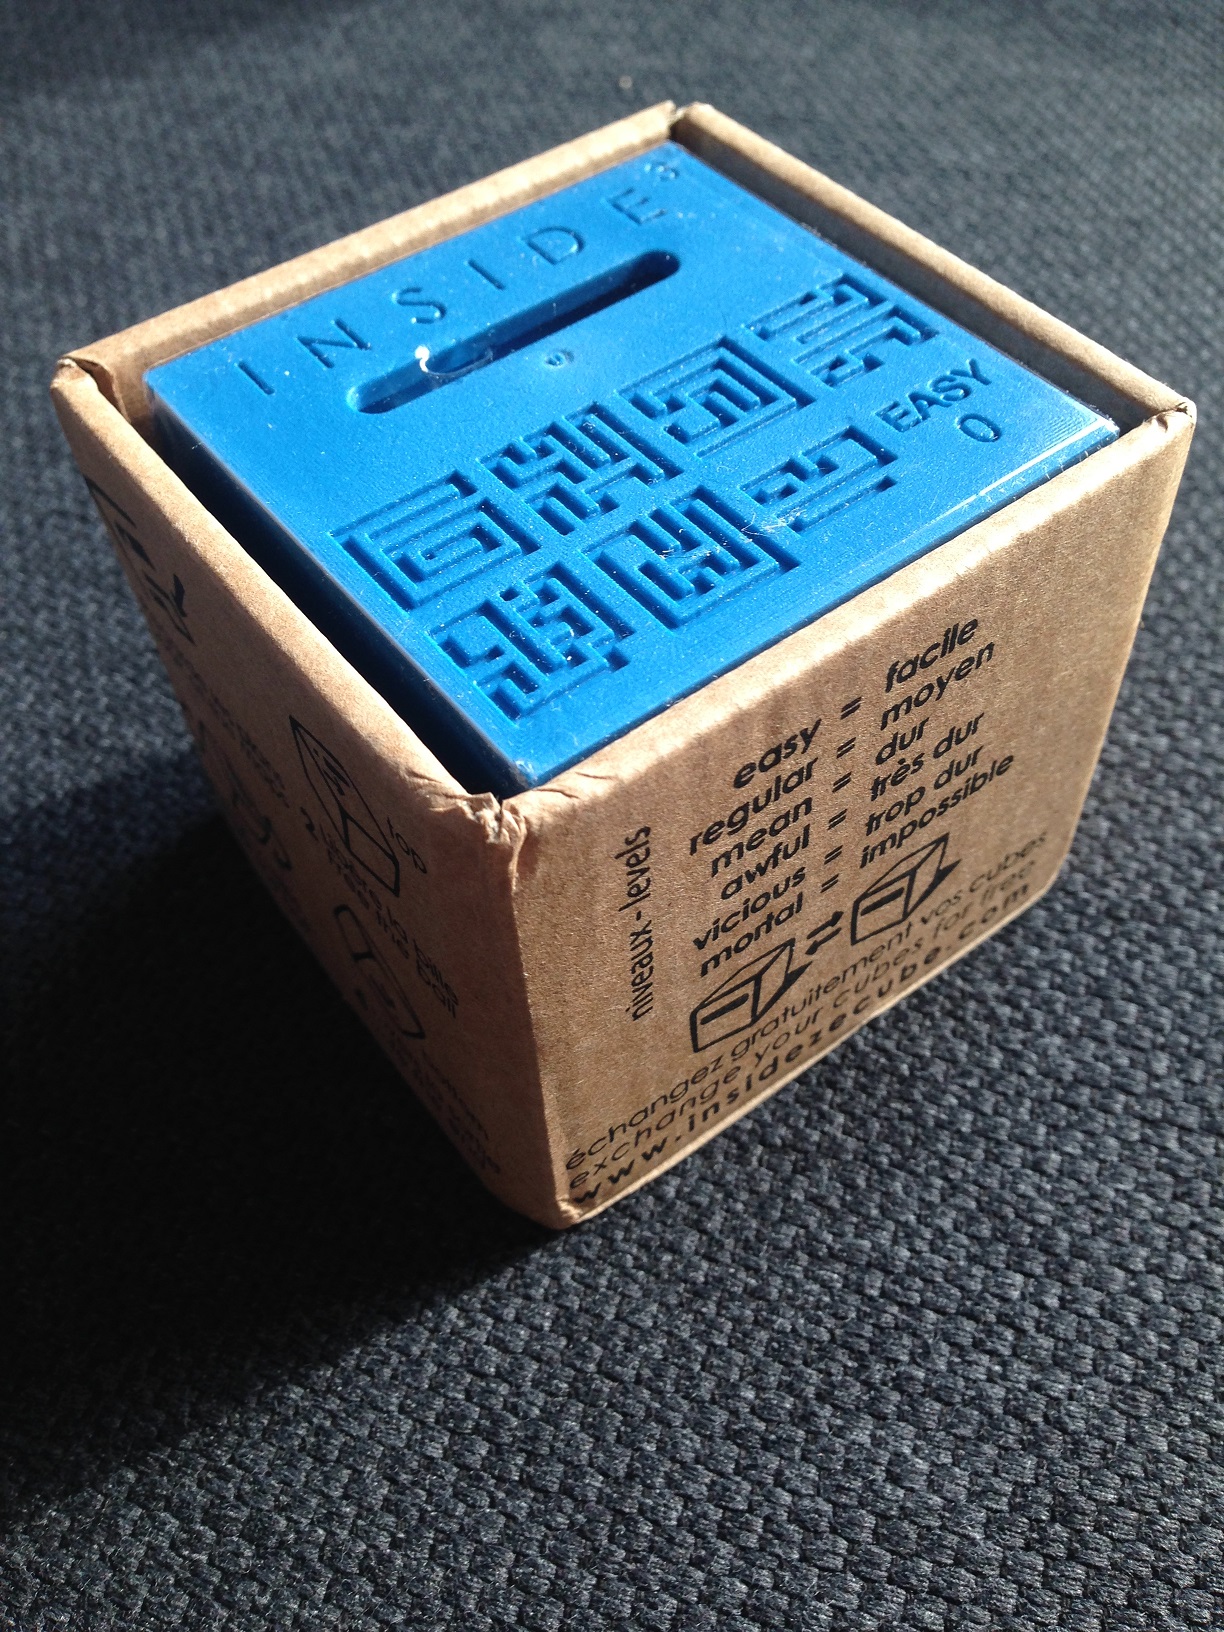 INSIDE³
EASY
0
niveaux - levels
easy = facile
regular = moyen
mean = dur
awful = très dur
vicious = trop dur
mortal = impossible
échangez gratuitement vos cubes
exchange your cubes for free
www.insidezecube.com
top